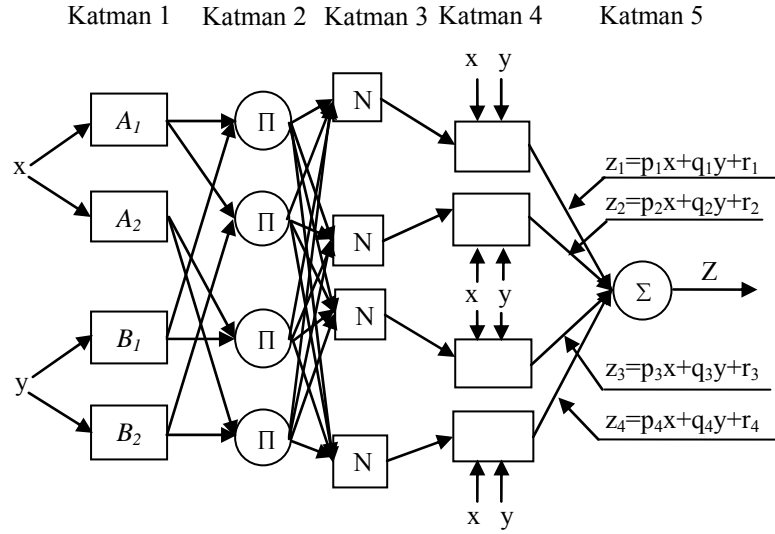 Katman 1 Katman 2 Katman 3 Katman 4 Katman 5
x y
A₁ Π N
z₁=p₁x+q₁y+r₁
x
z₂=p₂x+q₂y+r₂
A₂ Π N
x y
Σ Z
B₁ Π N
y
z₃=p₃x+q₃y+r₃
B₂ Π N
z₄=p₄x+q₄y+r₄
x y